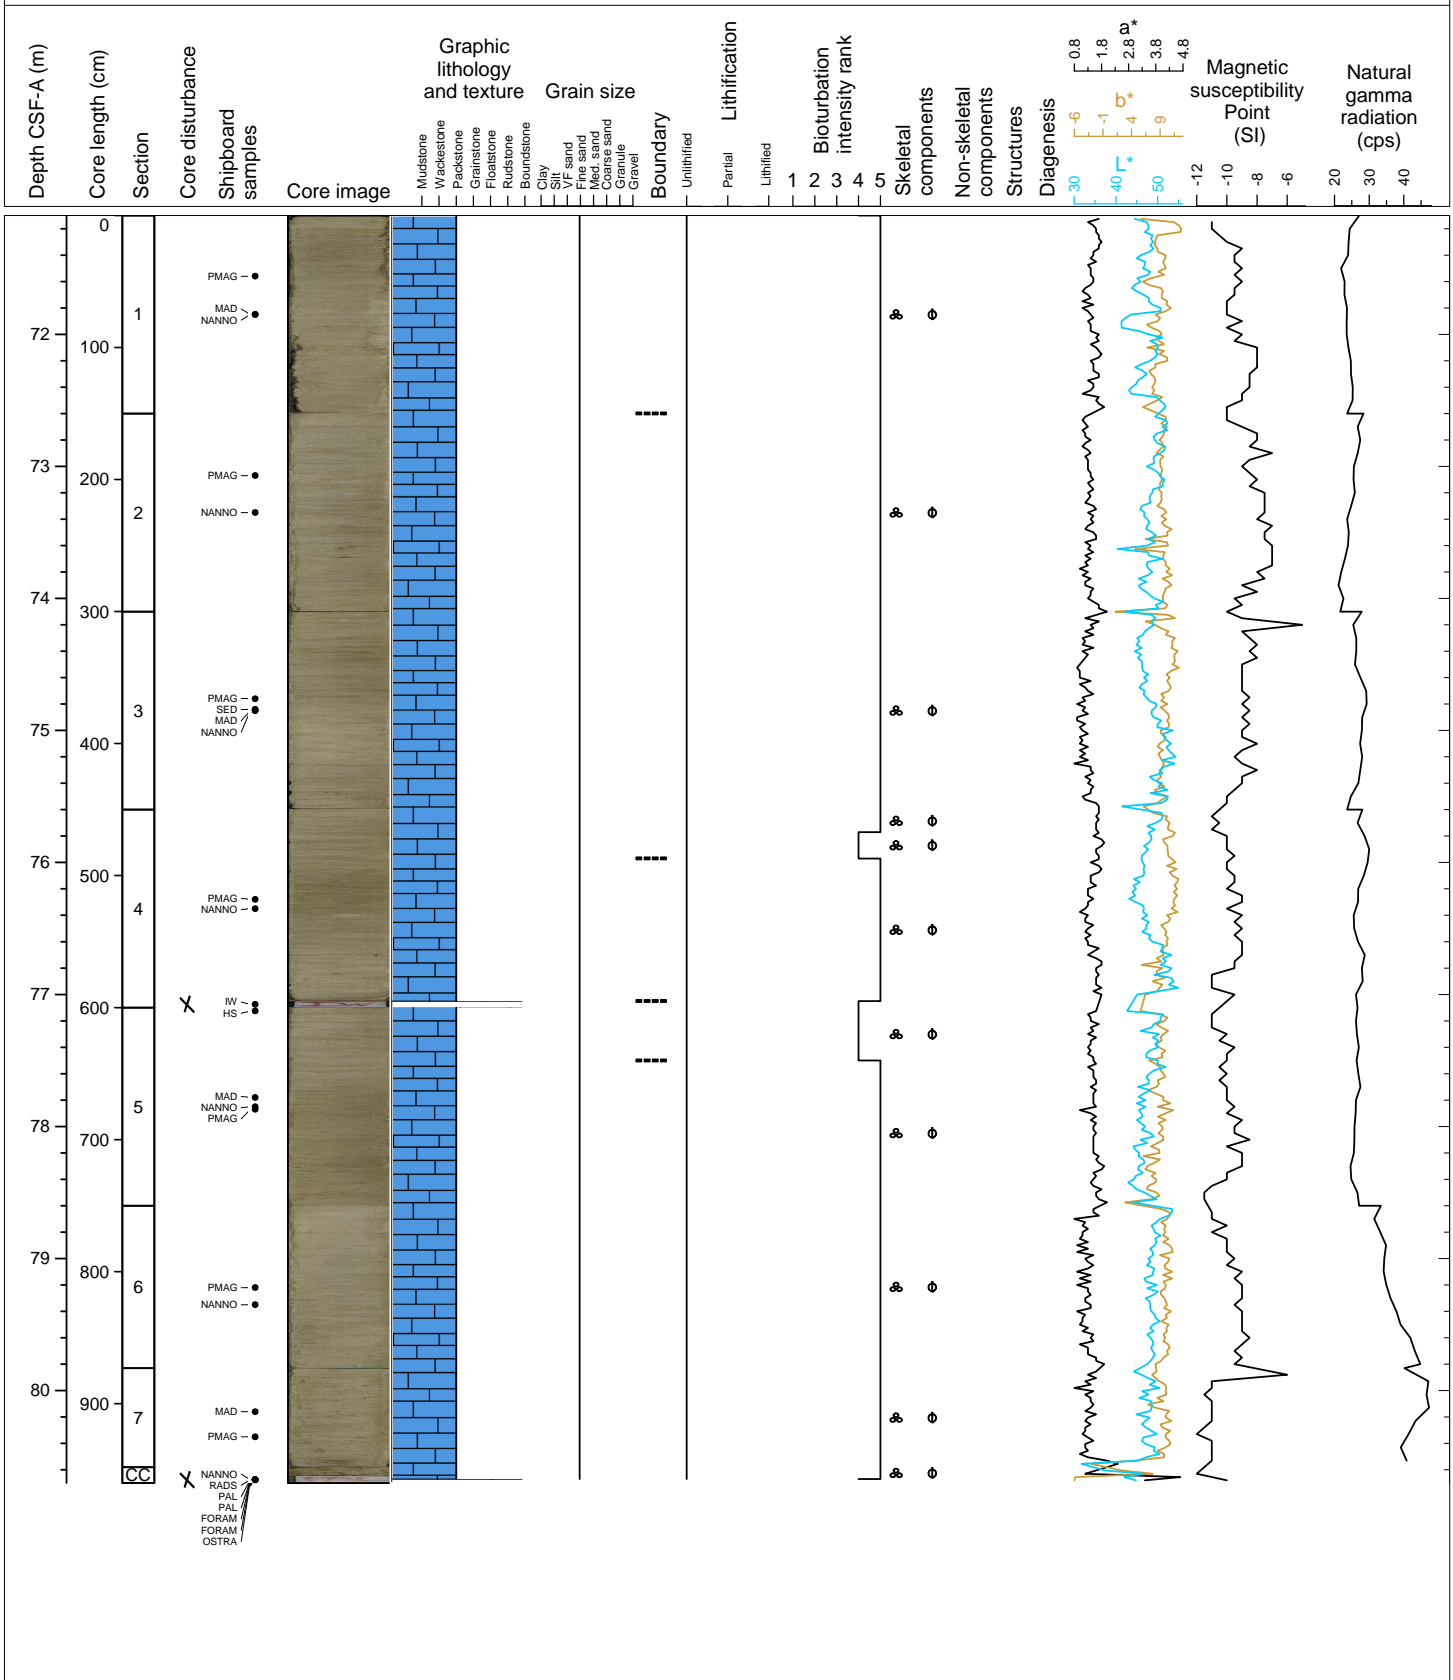 Depth CSF-A (m)
Core length (cm)
Section
Core disturbance
Shipboard
samples
Core image
Graphic
lithology
and texture
Mudstone
Wackestone
Packstone
Grainstone
Floatstone
Rudstone
Boundstone
Grain size
Clay
Silt
VF sand
Fine sand
Med. sand
Coarse sand
Granule
Gravel
Boundary
Lithification
Unlithified
Partial
Lithified
Bioturbation
intensity rank
1 2 3 4 5
Skeletal
components
Non-skeletal
components
Structures
Diagenesis
a*
0.8 1.8 2.8 3.8 4.8
b*
-6 -1 4 9
L*
30 40 50
Magnetic
susceptibility
Point
(SI)
-12 -10 -8 -6
Natural
gamma
radiation
(cps)
20 30 40
0
PMAG
MAD
1
NANNO
72
100
73
PMAG
200
2
NANNO
74
300
PMAG
3
SED
MAD
75
NANNO
400
76
500
PMAG
4
NANNO
77
IW
600
HS
MAD
5
NANNO
PMAG
78
700
79
800
6
PMAG
NANNO
80
900
MAD
7
PMAG
CC
NANNO
RADS
PAL
PAL
FORAM
FORAM
OSTRA